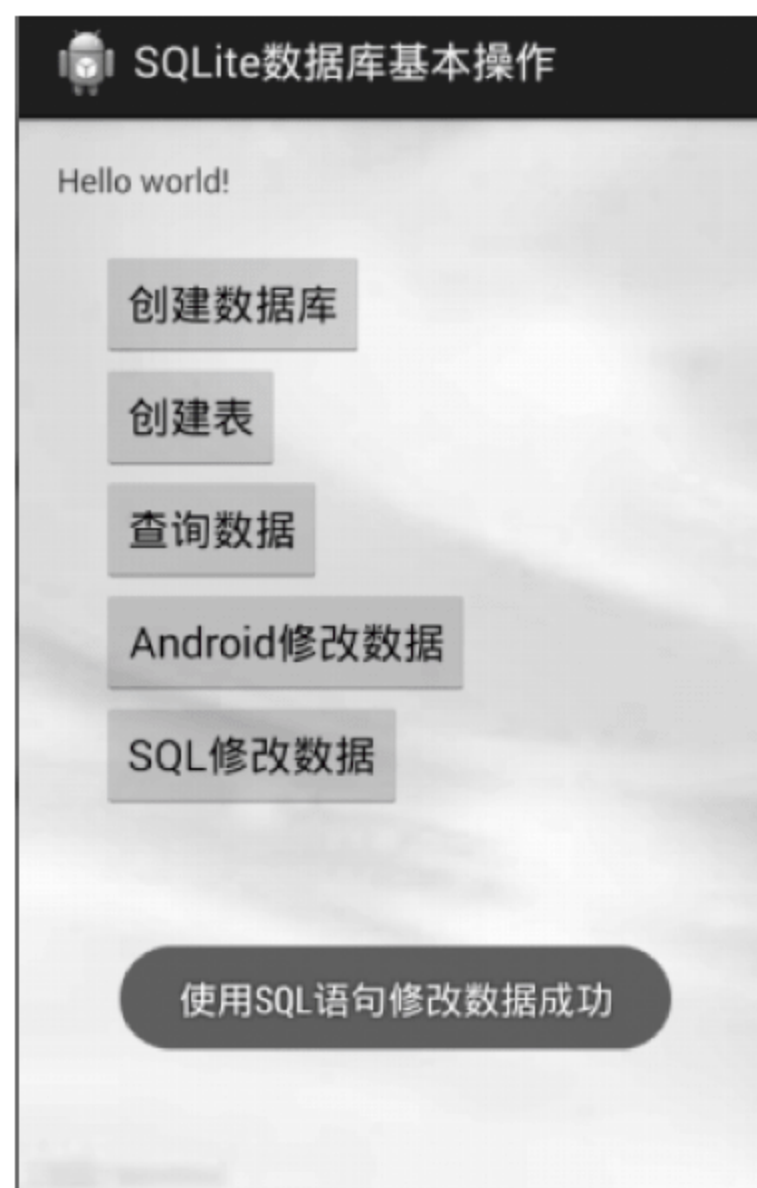 SQLite数据库基本操作
Hello world!
创建数据库
创建表
查询数据
Android修改数据
SQL修改数据
使用SQL语句修改数据成功